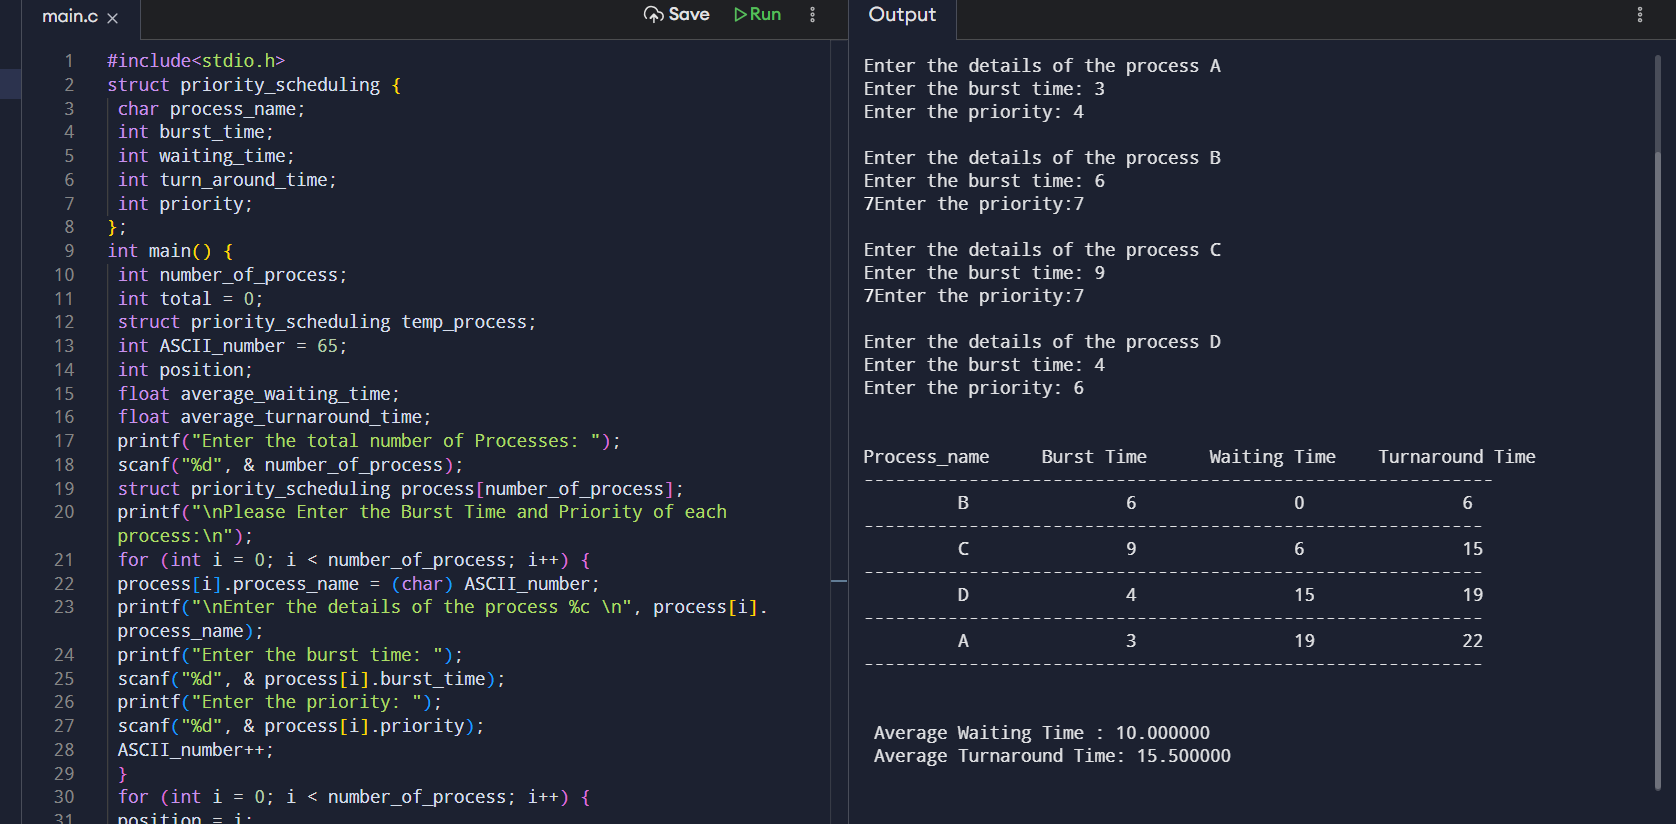 main.c ×
Save
Run
Output
1 #include<stdio.h>
2 struct priority_scheduling {
3 char process_name;
4 int burst_time;
5 int waiting_time;
6 int turn_around_time;
7 int priority;
8 };
9 int main() {
10 int number_of_process;
11 int total = 0;
12 struct priority_scheduling temp_process;
13 int ASCII_number = 65;
14 int position;
15 float average_waiting_time;
16 float average_turnaround_time;
17 printf("Enter the total number of Processes: ");
18 scanf("%d", & number_of_process);
19 struct priority_scheduling process[number_of_process];
20 printf("\nPlease Enter the Burst Time and Priority of each
process:\n");
21 for (int i = 0; i < number_of_process; i++) {
22 process[i].process_name = (char) ASCII_number;
23 printf("\nEnter the details of the process %c \n", process[i].
process_name);
24 printf("Enter the burst time: ");
25 scanf("%d", & process[i].burst_time);
26 printf("Enter the priority: ");
27 scanf("%d", & process[i].priority);
28 ASCII_number++;
29 }
30 for (int i = 0; i < number_of_process; i++) {
31 position = i;
Enter the details of the process A
Enter the burst time: 3
Enter the priority: 4
Enter the details of the process B
Enter the burst time: 6
7Enter the priority:7
Enter the details of the process C
Enter the burst time: 9
7Enter the priority:7
Enter the details of the process D
Enter the burst time: 4
Enter the priority: 6
Process_name Burst Time Waiting Time Turnaround Time
------------------------------------------------------------
B 6 0 6
-----------------------------------------------------------
C 9 6 15
-----------------------------------------------------------
D 4 15 19
-----------------------------------------------------------
A 3 19 22
-----------------------------------------------------------
Average Waiting Time : 10.000000
Average Turnaround Time: 15.500000